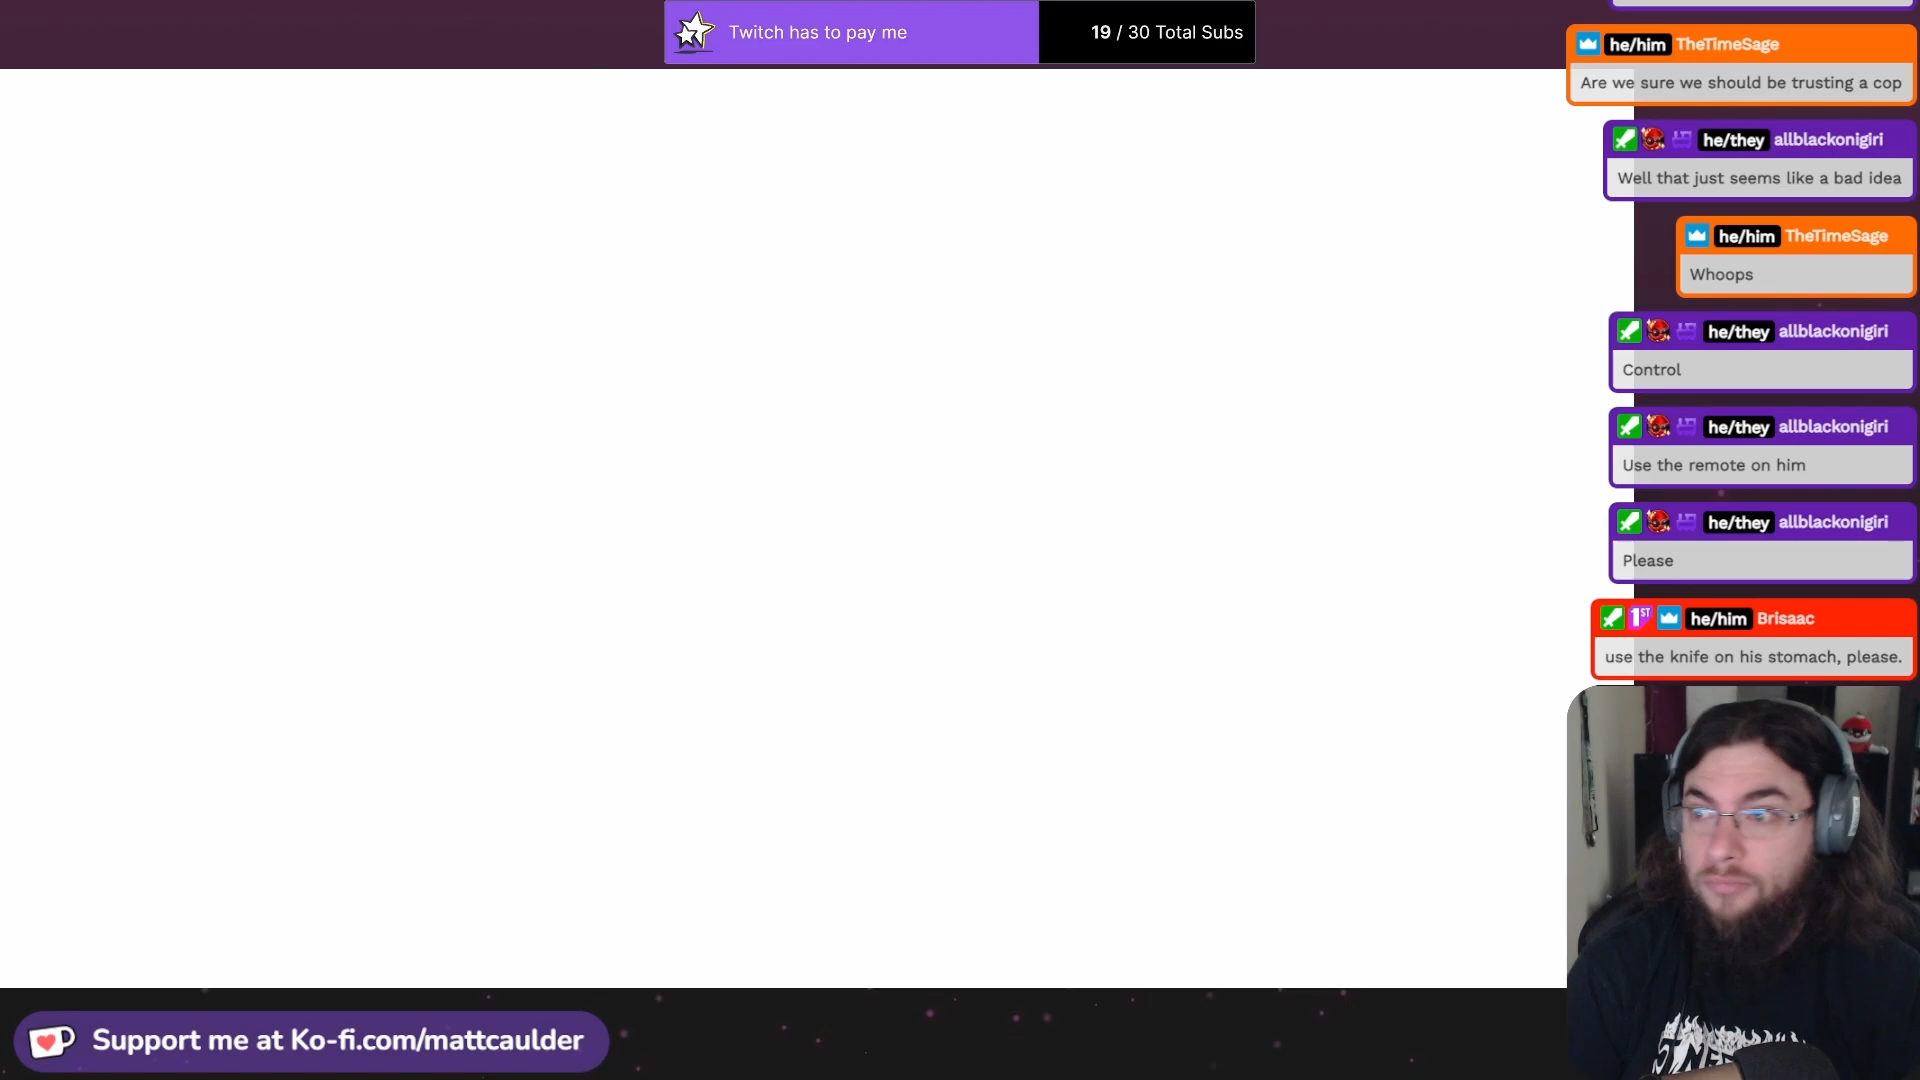 Twitch has to pay me
19 / 30 Total Subs
he/him TheTimeSage
Are we sure we should be trusting a cop
he/they allblackonigiri
Well that just seems like a bad idea
he/him TheTimeSage
Whoops
he/they allblackonigiri
Control
he/they allblackonigiri
Use the remote on him
he/they allblackonigiri
Please
1ST he/him Brisaac
use the knife on his stomach, please.
Support me at Ko-fi.com/mattcaulder